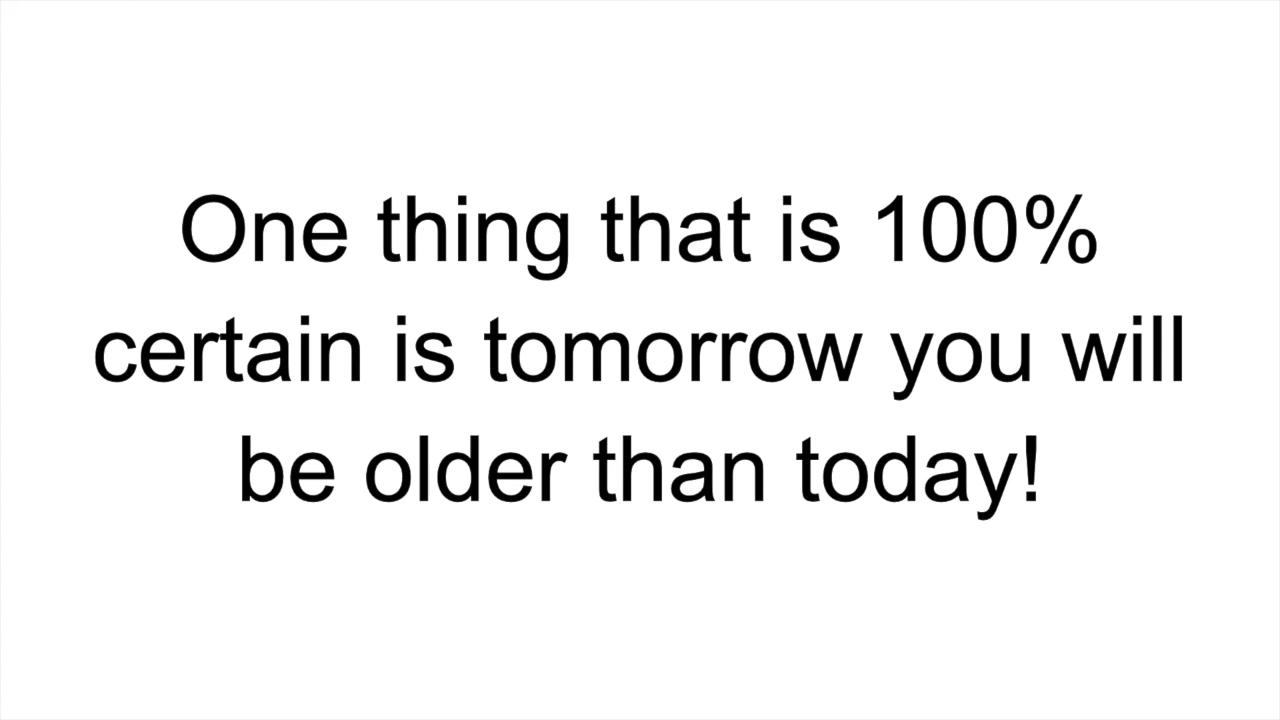 One thing that is 100%
certain is tomorrow you will
be older than today!